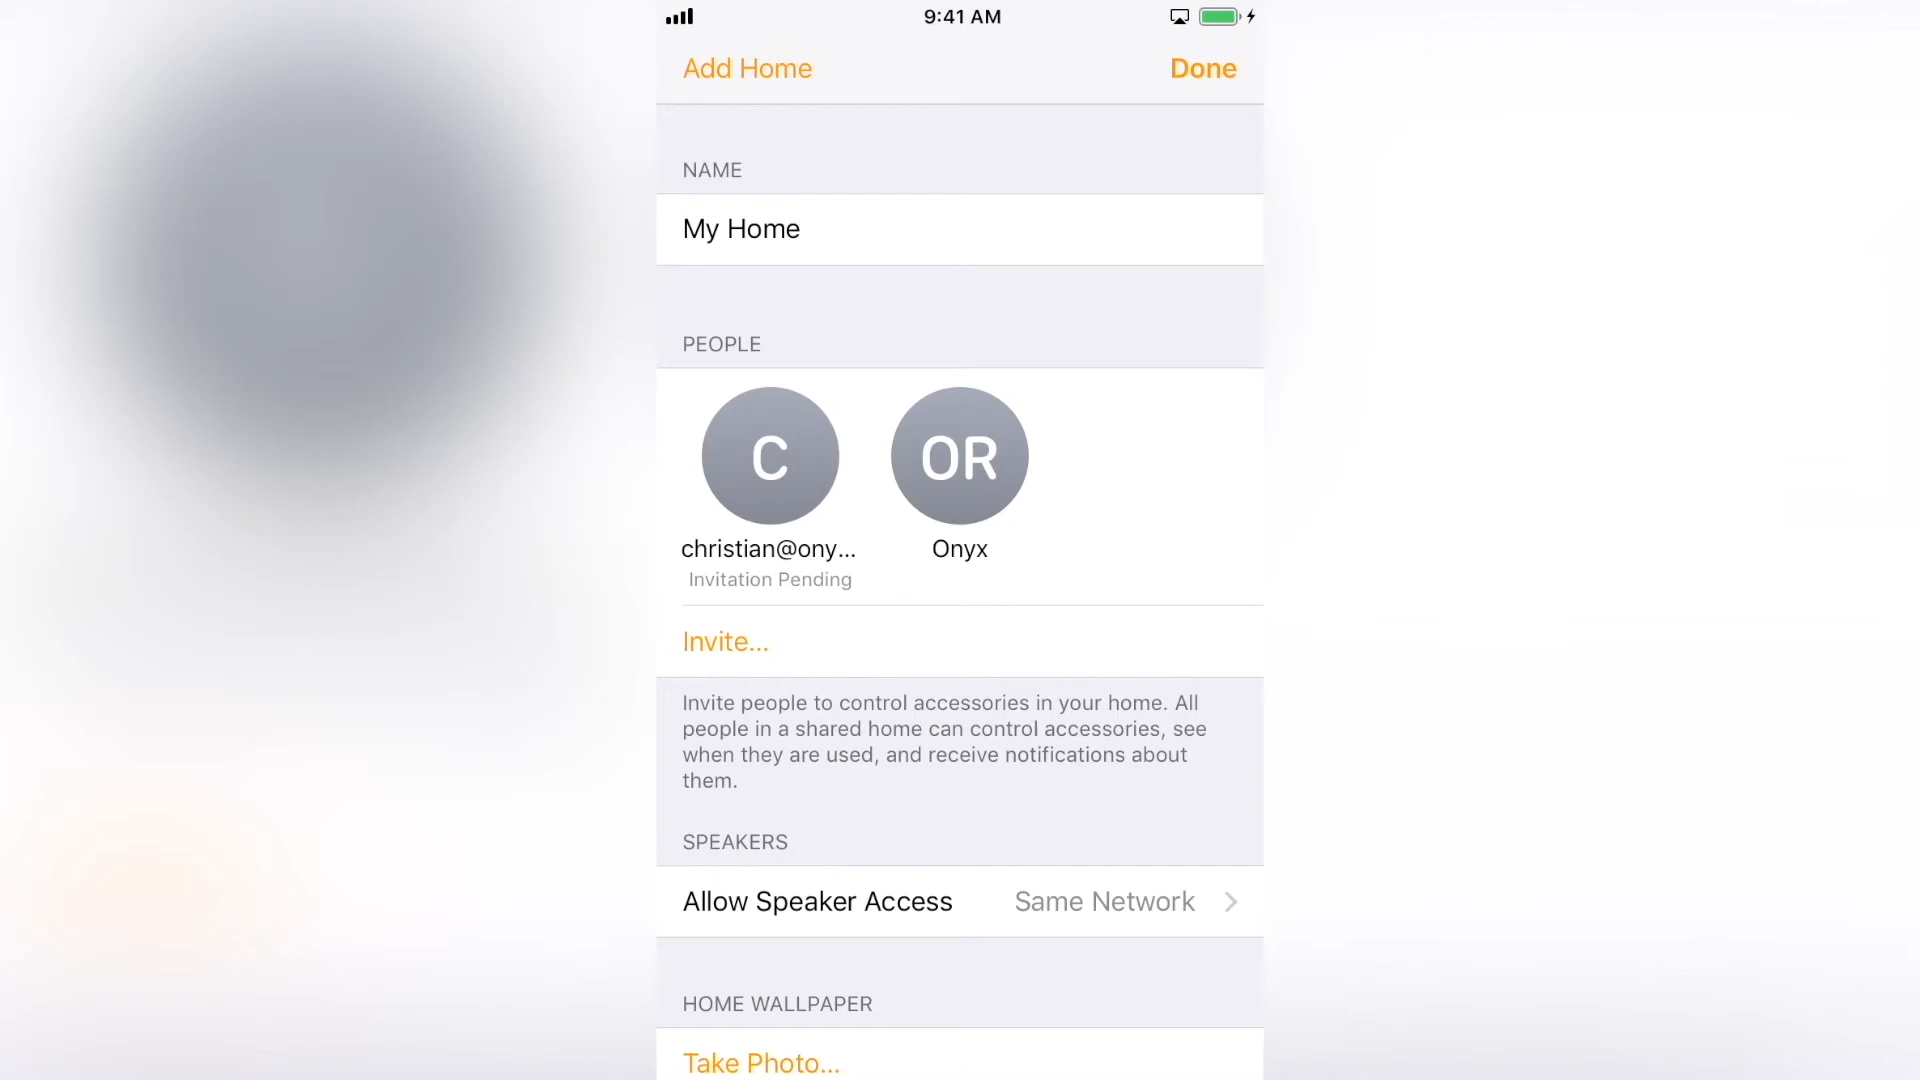 9:41 AM
Add Home
Done
NAME
My Home
PEOPLE
C
OR
christian@ony...
Onyx
Invitation Pending
Invite...
Invite people to control accessories in your home. All
people in a shared home can control accessories, see
when they are used, and receive notifications about
them.
SPEAKERS
Allow Speaker Access
Same Network
HOME WALLPAPER
Take Photo...